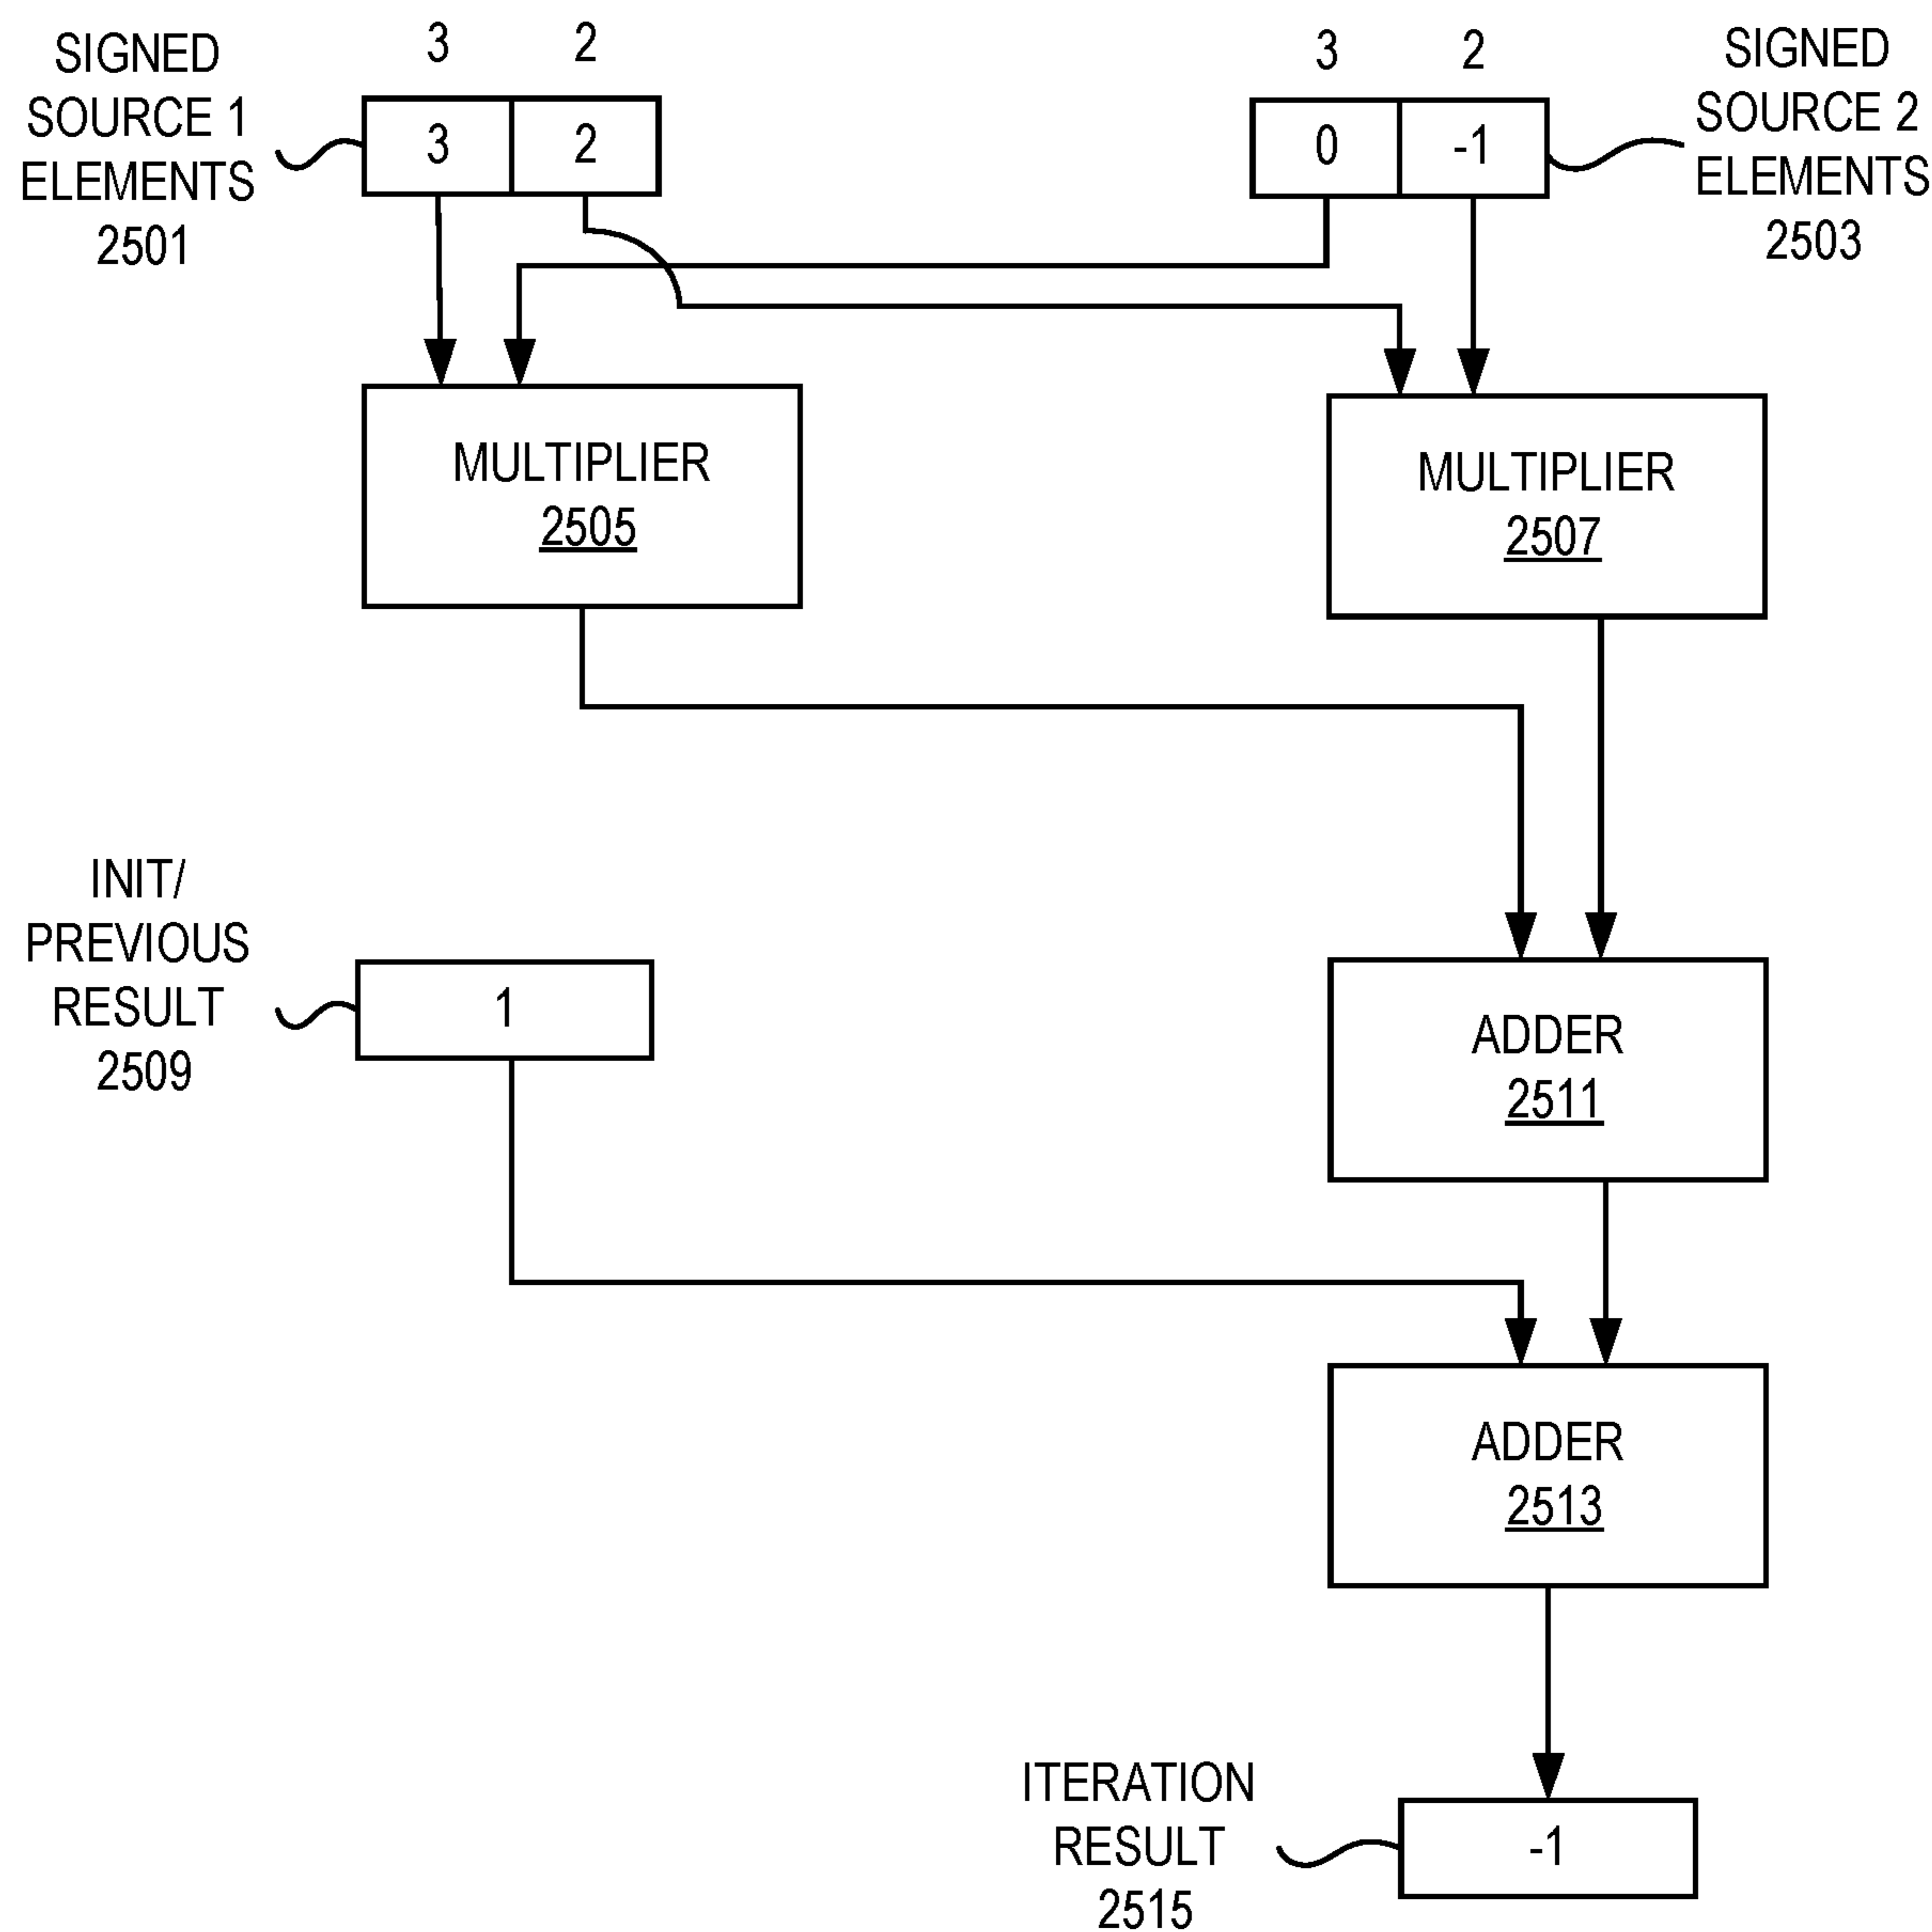 SIGNED
SOURCE 1
ELEMENTS
2501
3 2
3 2
3 2
0 -1
SIGNED
SOURCE 2
ELEMENTS
2503
MULTIPLIER
2505
MULTIPLIER
2507
INIT/
PREVIOUS
RESULT
2509
1
ADDER
2511
ADDER
2513
ITERATION
RESULT
2515
-1